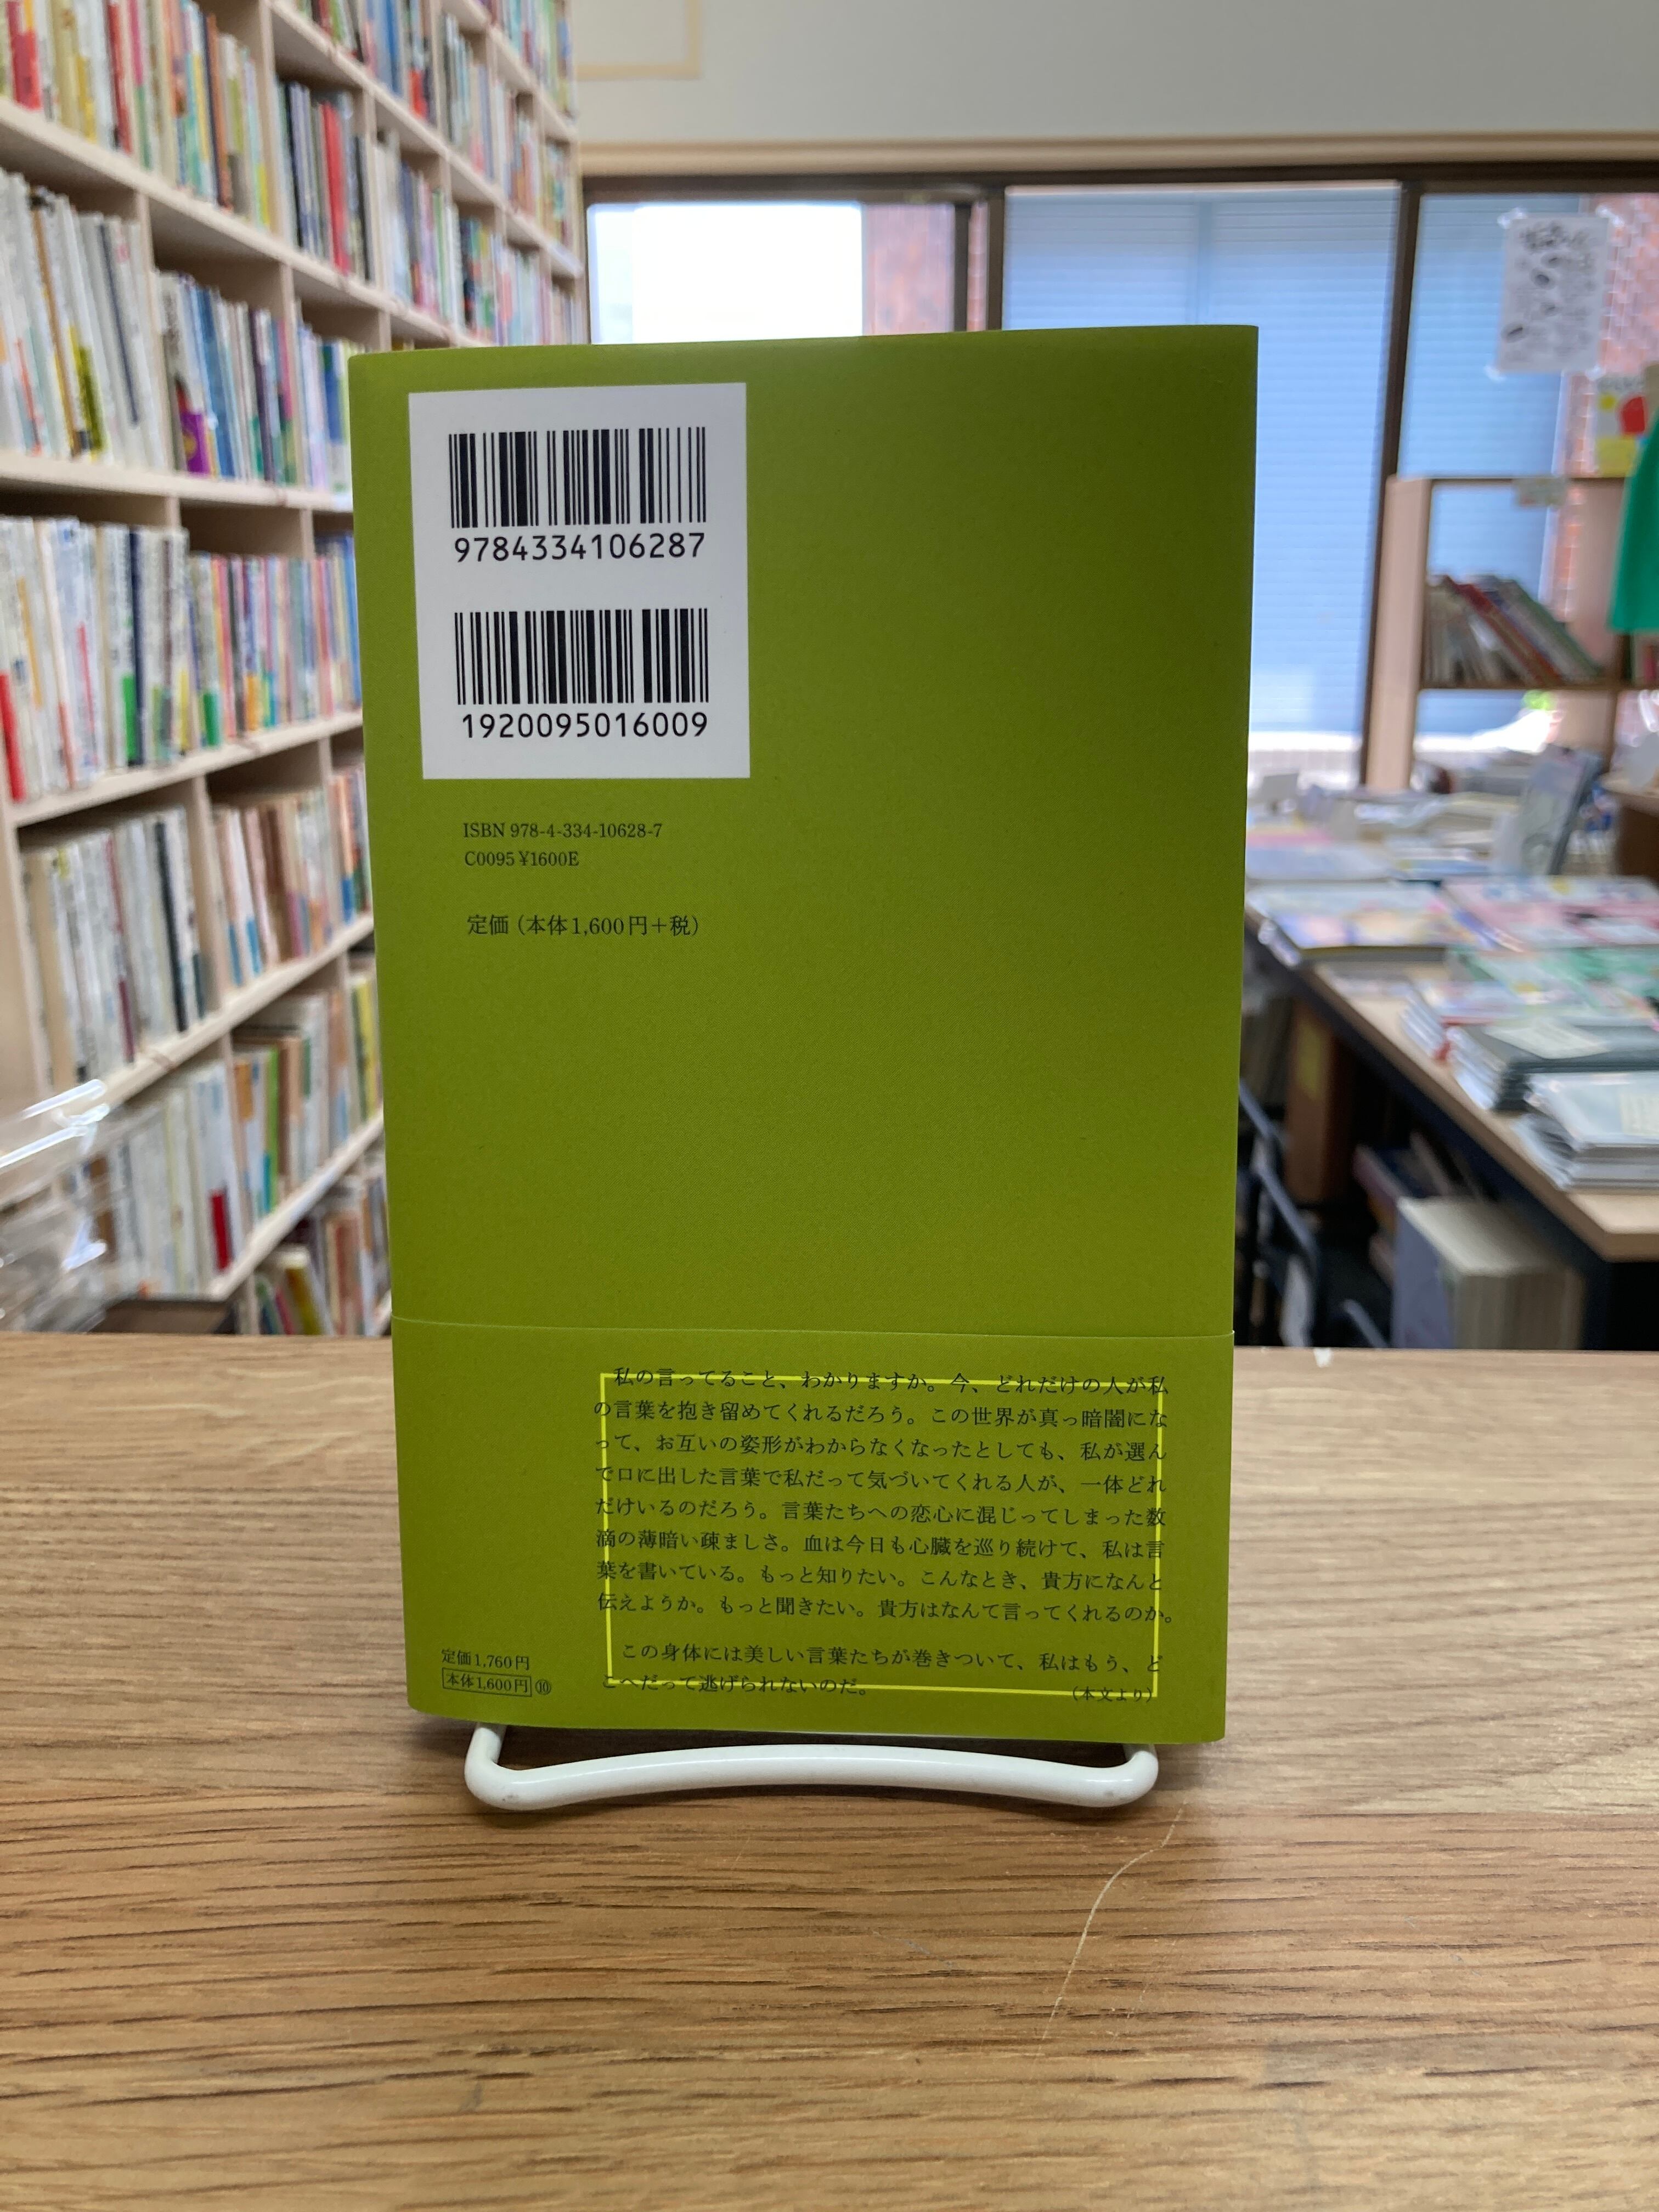 9784334106287
1920095016009
ISBN 978-4-334-10628-7
C0095 ¥1600E
定価（本体1,600円＋税）
私の言ってること、わかりますか。今、どれだけの人が私
の言葉を抱き留めてくれるだろう。この世界が真っ暗闇にな
って、お互いの姿形がわからなくなったとしても、私が選ん
で口に出した言葉で私だって気づいてくれる人が、一体どれ
だけいるのだろう。言葉たちへの恋心に混じってしまった数
滴の薄暗い疎ましさ。血は今日も心臓を巡り続けて、私は言
葉を書いている。もっと知りたい。こんなとき、貴方になんと
伝えようか。もっと聞きたい。貴方はなんて言ってくれるのか。
この身体には美しい言葉たちが巻きついて、私はもう、ど
こへだって逃げられないのだ。
（本文より）
定価1,760円
本体1,600円 ⑩